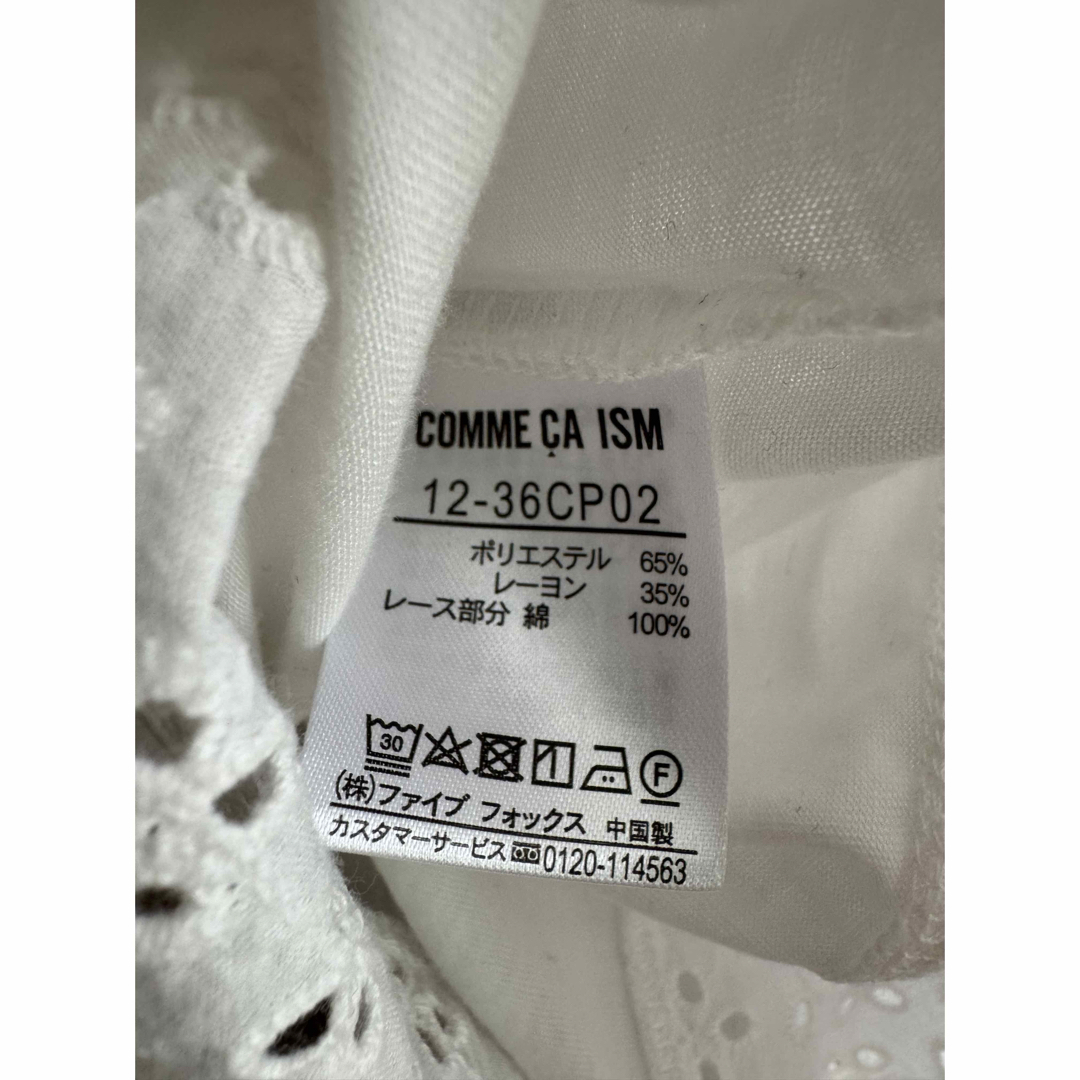 COMME ÇA ISM
12-36CP02
ポリエステル 65%
レーヨン 35%
レース部分 綿 100%
30 F
(株)ファイブ フォックス 中国製
カスタマーサービス 0120-114563